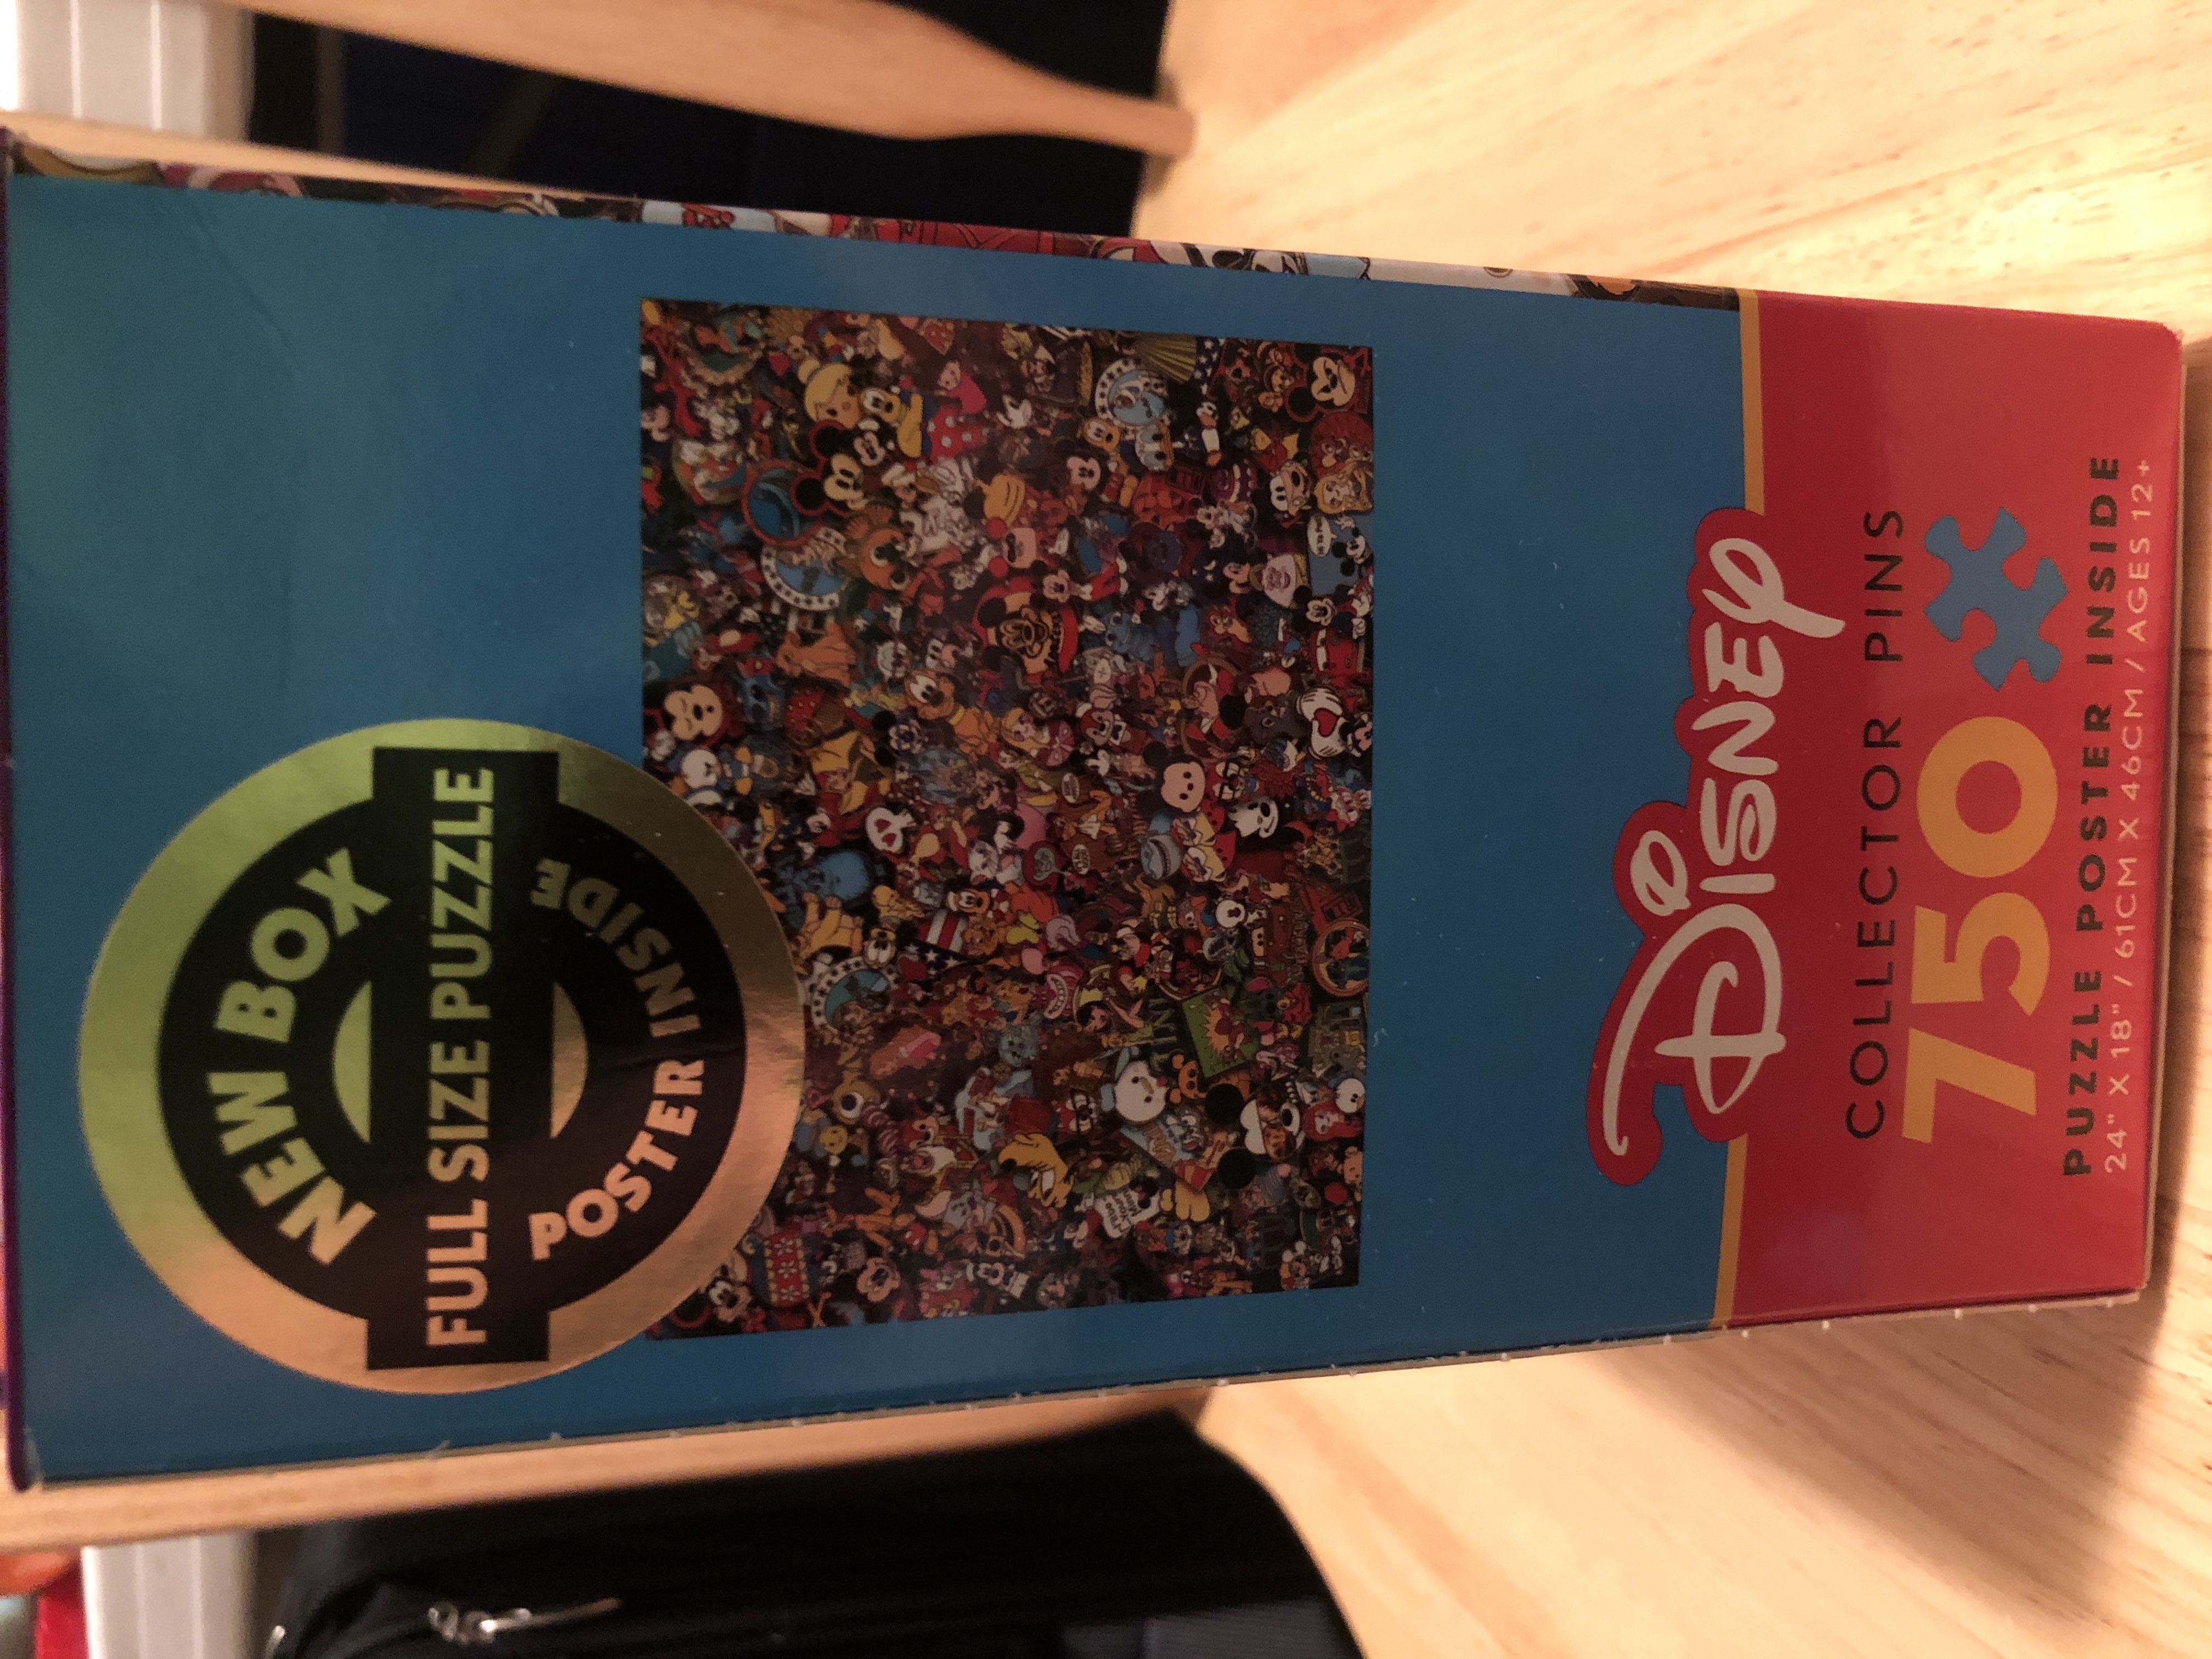 NEW BOX
FULL SIZE PUZZLE
POSTER INSIDE
Disney
COLLECTOR PINS
750
PUZZLE POSTER INSIDE
24" X 18" / 61CM X 46CM / AGES 12+